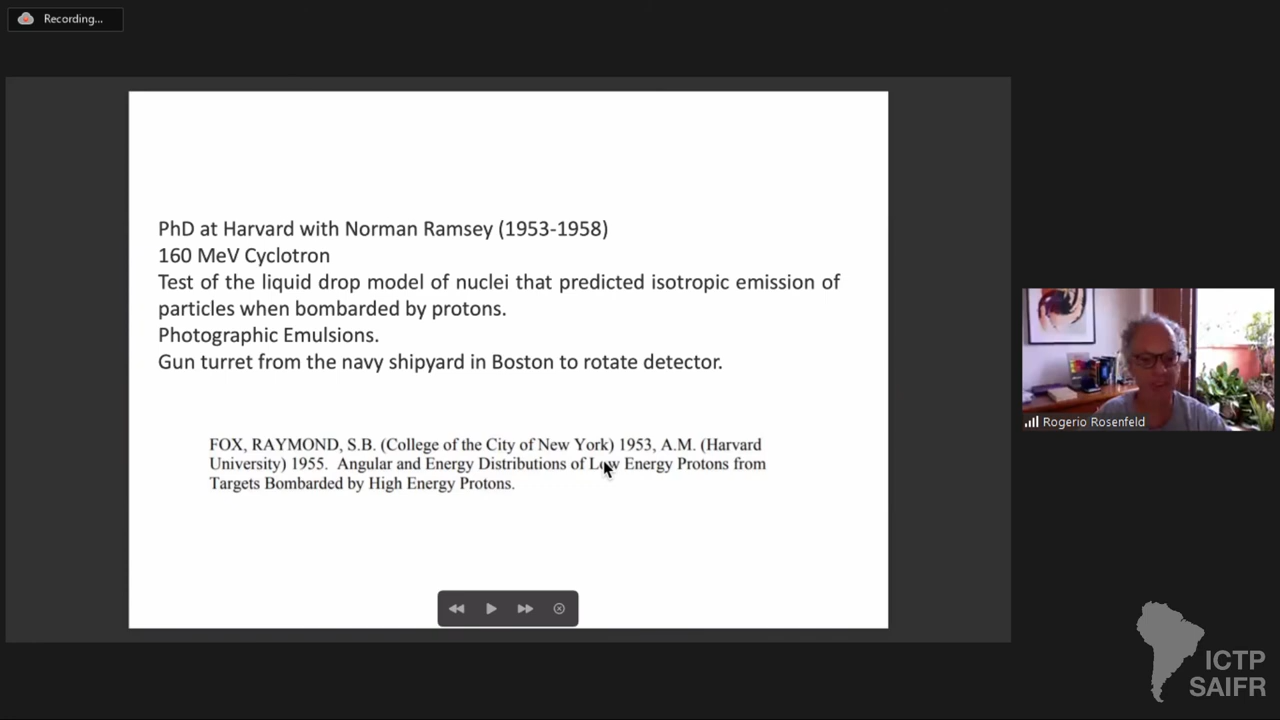 Recording...
PhD at Harvard with Norman Ramsey (1953-1958)
160 MeV Cyclotron
Test of the liquid drop model of nuclei that predicted isotropic emission of
particles when bombarded by protons.
Photographic Emulsions.
Gun turret from the navy shipyard in Boston to rotate detector.
FOX, RAYMOND, S.B. (College of the City of New York) 1953, A.M. (Harvard
University) 1955.  Angular and Energy Distributions of Low Energy Protons from
Targets Bombarded by High Energy Protons.
Rogerio Rosenfeld
ICTP
SAIFR